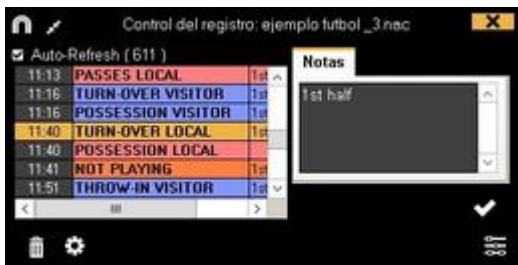 Control del registro: ejemplo futbol _3.nac
Auto-Refresh ( 611 )
11:13 PASSES LOCAL 1st
11:16 TURN-OVER VISITOR 1st
11:16 POSSESSION VISITOR 1st
11:40 TURN-OVER LOCAL 1st
11:40 POSSESSION LOCAL 1st
11:41 NOT PLAYING 1st
11:51 THROW-IN VISITOR 1st
Notas
1st half